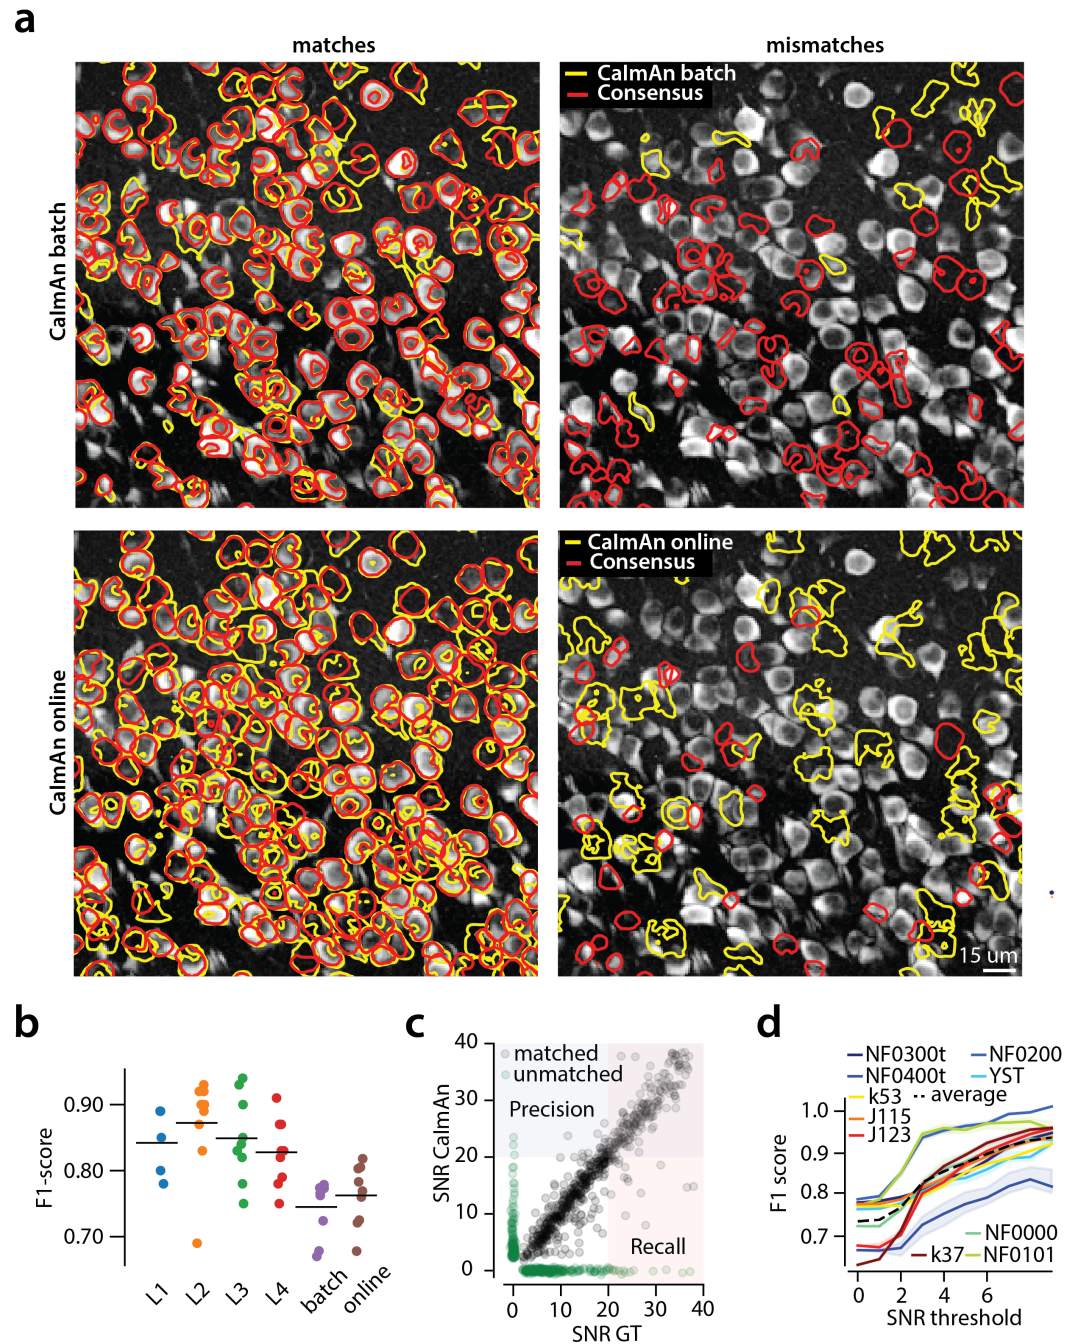 a
matches
mismatches
CaImAn batch
CaImAn batch
Consensus
CaImAn online
CaImAn online
Consensus
15 um
b
F1-score
0.90
0.80
0.70
L1
L2
L3
L4
batch
online
c
SNR CaImAn
40
30
20
10
0
matched
unmatched
Precision
Recall
0
10
20
30
40
SNR GT
d
NF0300t
NF0200
NF0400t
YST
k53
average
J115
J123
F1 score
1.0
0.9
0.8
0.7
NF0000
k37
NF0101
0
2
4
6
SNR threshold